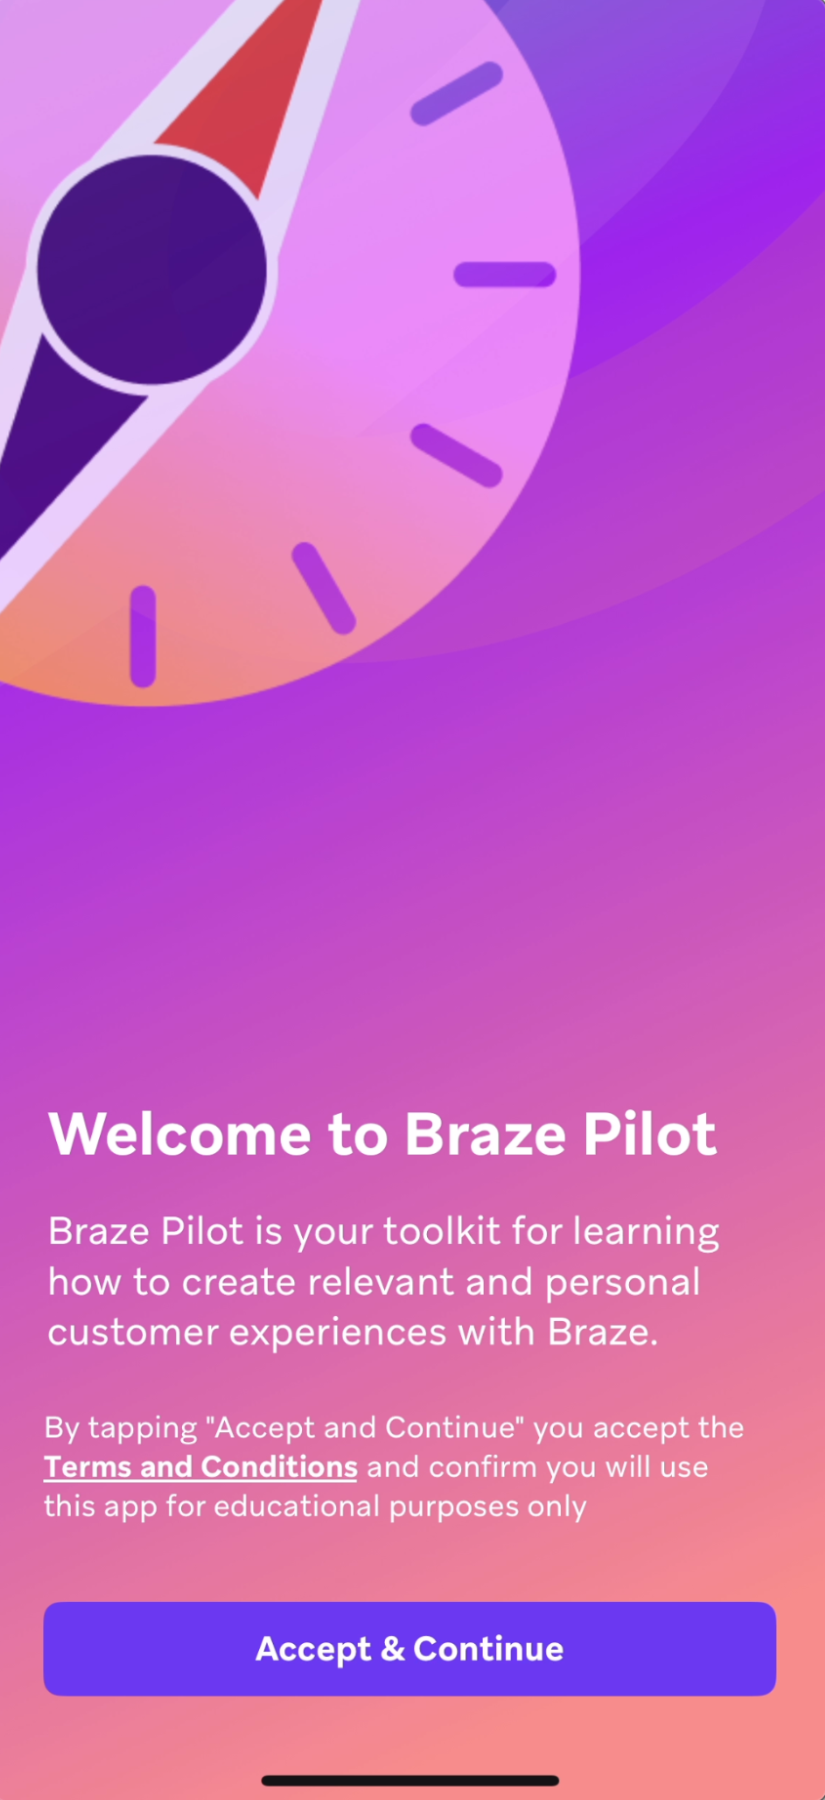 Welcome to Braze Pilot
Braze Pilot is your toolkit for learning
how to create relevant and personal
customer experiences with Braze.
By tapping "Accept and Continue" you accept the
Terms and Conditions and confirm you will use
this app for educational purposes only
Accept & Continue